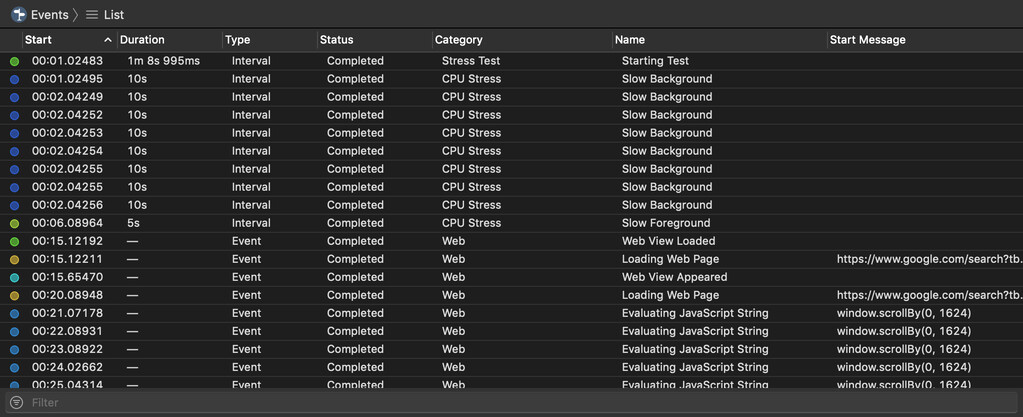 Events 〉 List
Start Duration Type Status Category Name Start Message
00:01.02483 1m 8s 995ms Interval Completed Stress Test Starting Test
00:01.02495 10s Interval Completed CPU Stress Slow Background
00:02.04249 10s Interval Completed CPU Stress Slow Background
00:02.04252 10s Interval Completed CPU Stress Slow Background
00:02.04253 10s Interval Completed CPU Stress Slow Background
00:02.04254 10s Interval Completed CPU Stress Slow Background
00:02.04255 10s Interval Completed CPU Stress Slow Background
00:02.04255 10s Interval Completed CPU Stress Slow Background
00:02.04256 10s Interval Completed CPU Stress Slow Background
00:06.08964 5s Interval Completed CPU Stress Slow Foreground
00:15.12192 — Event Completed Web Web View Loaded
00:15.12211 — Event Completed Web Loading Web Page https://www.google.com/search?tb.
00:15.65470 — Event Completed Web Web View Appeared
00:20.08948 — Event Completed Web Loading Web Page https://www.google.com/search?tb.
00:21.07178 — Event Completed Web Evaluating JavaScript String window.scrollBy(0, 1624)
00:22.08931 — Event Completed Web Evaluating JavaScript String window.scrollBy(0, 1624)
00:23.08922 — Event Completed Web Evaluating JavaScript String window.scrollBy(0, 1624)
00:24.02662 — Event Completed Web Evaluating JavaScript String window.scrollBy(0, 1624)
00:25.04314 — Event Completed Web Evaluating JavaScript String window.scrollBy(0, 1624)
Filter